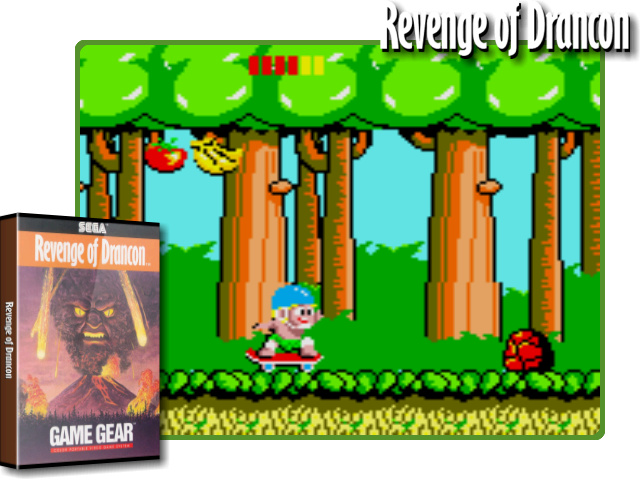 Revenge of Drancon
SEGA
Revenge of Drancon
Revenge of Drancon
GAME GEAR